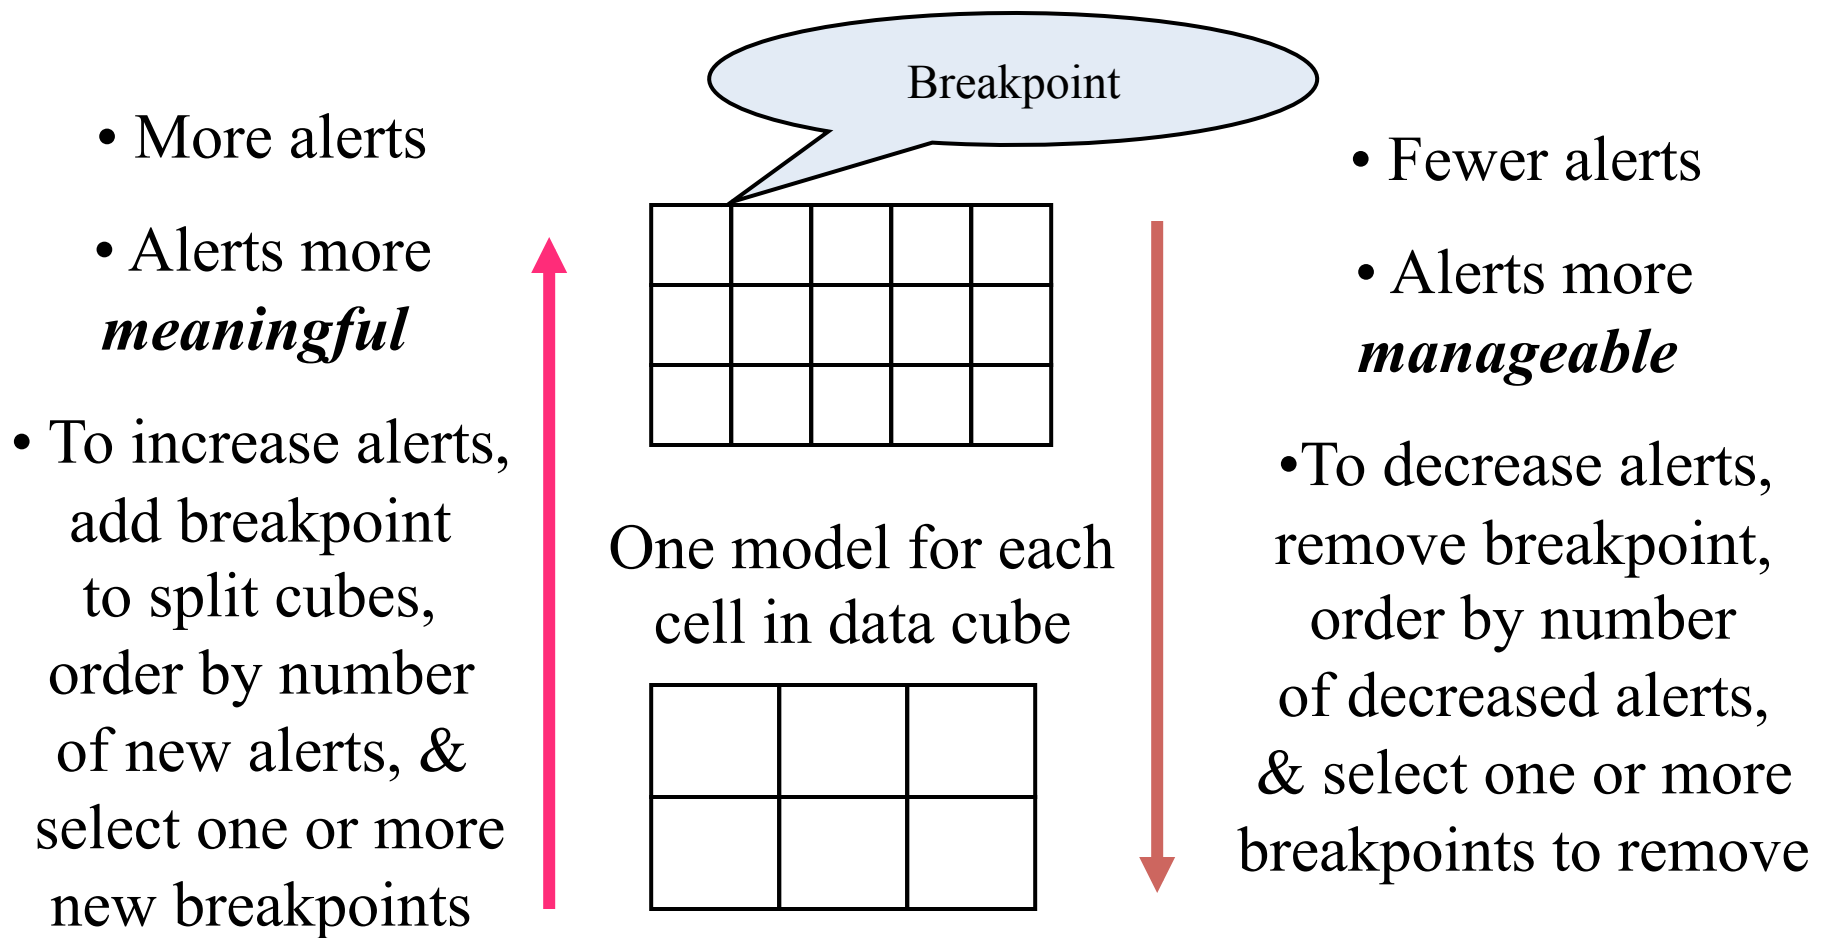 Breakpoint
• More alerts
• Alerts more
meaningful
• To increase alerts,
add breakpoint
to split cubes,
order by number
of new alerts, &
select one or more
new breakpoints
One model for each
cell in data cube
• Fewer alerts
• Alerts more
manageable
•To decrease alerts,
remove breakpoint,
order by number
of decreased alerts,
& select one or more
breakpoints to remove